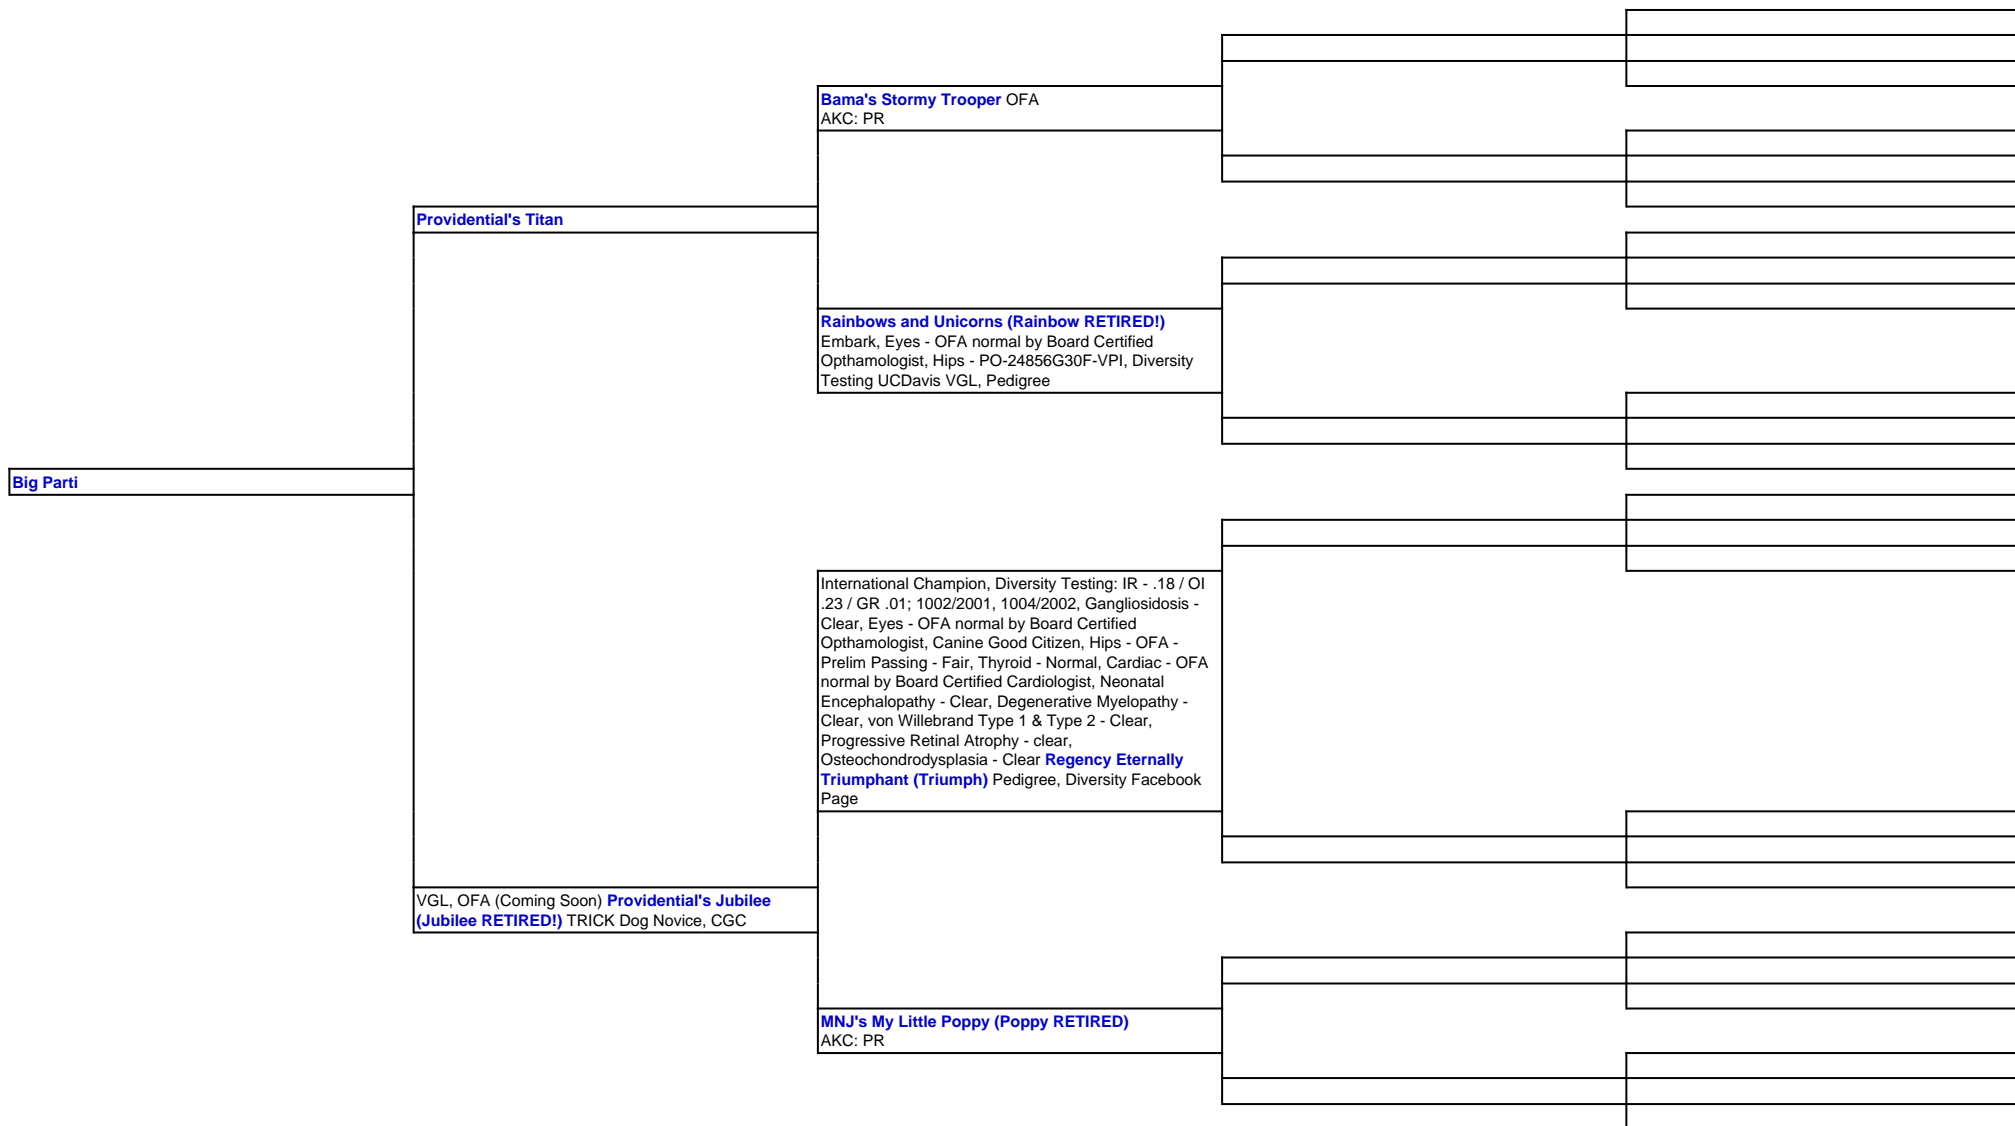 Bama's Stormy Trooper OFA
AKC: PR
Providential's Titan
Rainbows and Unicorns (Rainbow RETIRED!)
Embark, Eyes - OFA normal by Board Certified
Opthamologist, Hips - PO-24856G30F-VPI, Diversity
Testing UCDavis VGL, Pedigree
Big Parti
International Champion, Diversity Testing: IR - .18 / OI
.23 / GR .01; 1002/2001, 1004/2002, Gangliosidosis -
Clear, Eyes - OFA normal by Board Certified
Opthamologist, Canine Good Citizen, Hips - OFA -
Prelim Passing - Fair, Thyroid - Normal, Cardiac - OFA
normal by Board Certified Cardiologist, Neonatal
Encephalopathy - Clear, Degenerative Myelopathy -
Clear, von Willebrand Type 1 & Type 2 - Clear,
Progressive Retinal Atrophy - clear,
Osteochondrodysplasia - Clear Regency Eternally
Triumphant (Triumph) Pedigree, Diversity Facebook
Page
VGL, OFA (Coming Soon) Providential's Jubilee
(Jubilee RETIRED!) TRICK Dog Novice, CGC
MNJ's My Little Poppy (Poppy RETIRED)
AKC: PR